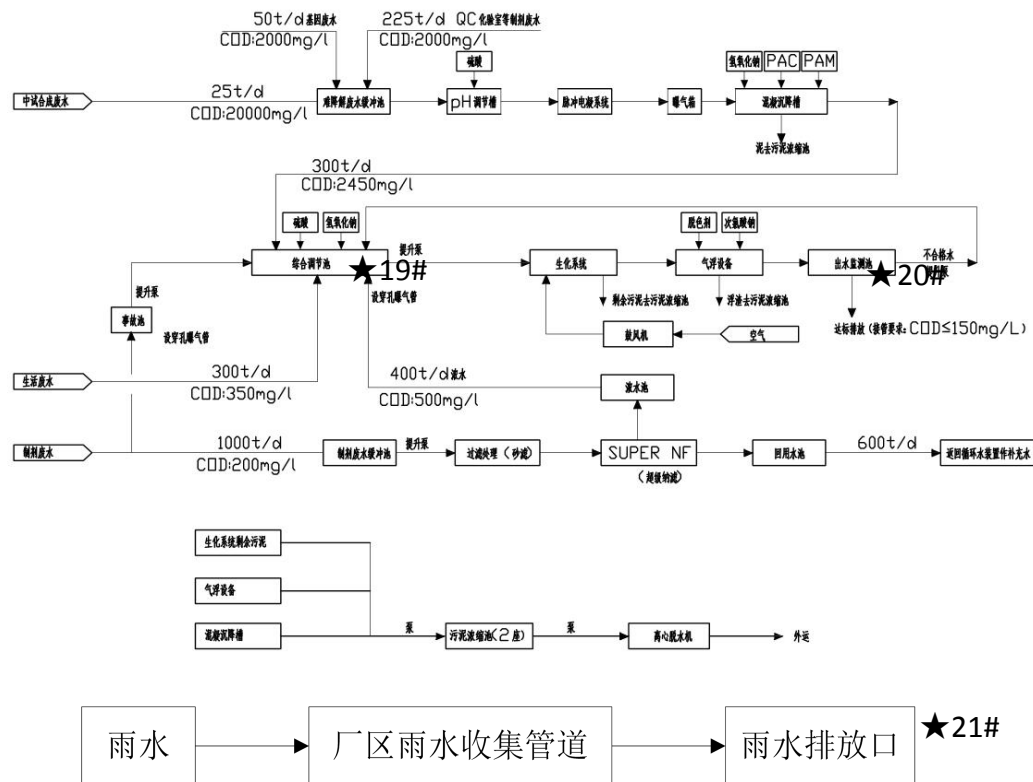 50t/d基因废水
COD:2000mg/l
225t/d QC化验室等制剂废水
COD:2000mg/l
硫酸
氢氧化钠
PAC
PAM
中试合成废水
25t/d
COD:20000mg/l
难降解废水缓冲池
pH调节槽
脉冲电凝系统
曝气箱
混凝沉降槽
泥去污泥浓缩池
300t/d
COD:2450mg/l
硫酸
氢氧化钠
脱色剂
次氯酸钠
综合调节池
★19#
提升泵
生化系统
气浮设备
出水监测池
★20#
不合格水
提升泵
设穿孔曝气管
剩余污泥去污泥浓缩池
浮渣去污泥浓缩池
达标排放(接管要求:COD≤150mg/L)
事故池
设穿孔曝气管
鼓风机
空气
生活废水
300t/d
COD:350mg/l
400t/d浓水
COD:500mg/l
浓水池
制剂废水
1000t/d
COD:200mg/L
制剂废水缓冲池
提升泵
过滤处理(砂滤)
SUPER NF
(超级纳滤)
回用水池
600t/d
返回循环水装置作补充水
生化系统剩余污泥
气浮设备
混凝沉降槽
泵
污泥浓缩池(2座)
泵
离心脱水机
外运
雨水
厂区雨水收集管道
雨水排放口
★21#